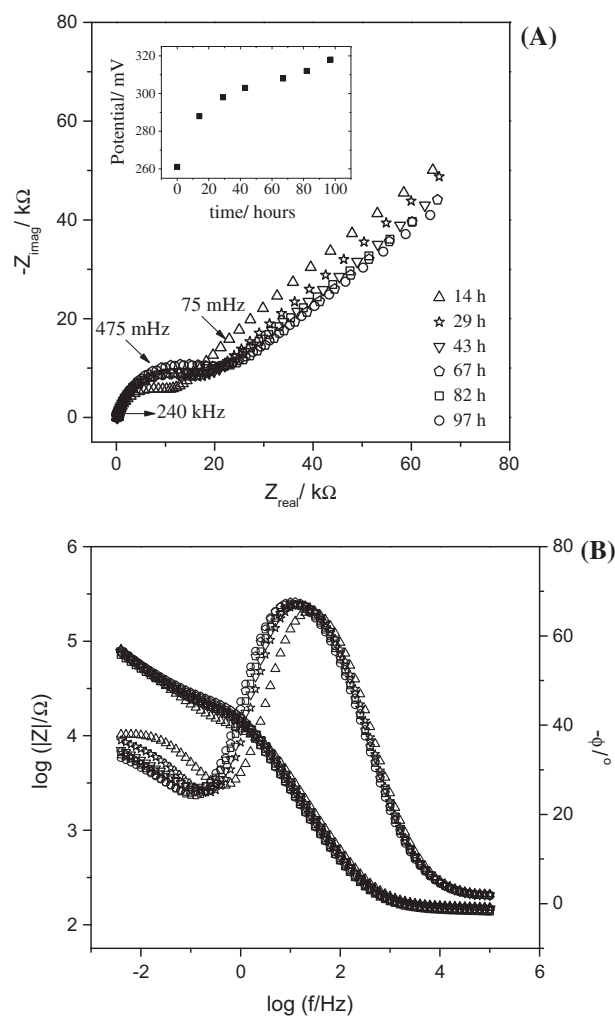 (A)
80
60
40
20
0
-Z_imag/ kΩ
320
300
280
260
Potential/ mV
0 20 40 60 80 100
time/ hours
475 mHz
75 mHz
240 kHz
14 h
29 h
43 h
67 h
82 h
97 h
0 20 40 60 80
Z_real/ kΩ
(B)
6
5
4
3
2
log (|Z|/Ω)
80
60
40
20
0
-φ/°
-2 0 2 4 6
log (f/Hz)